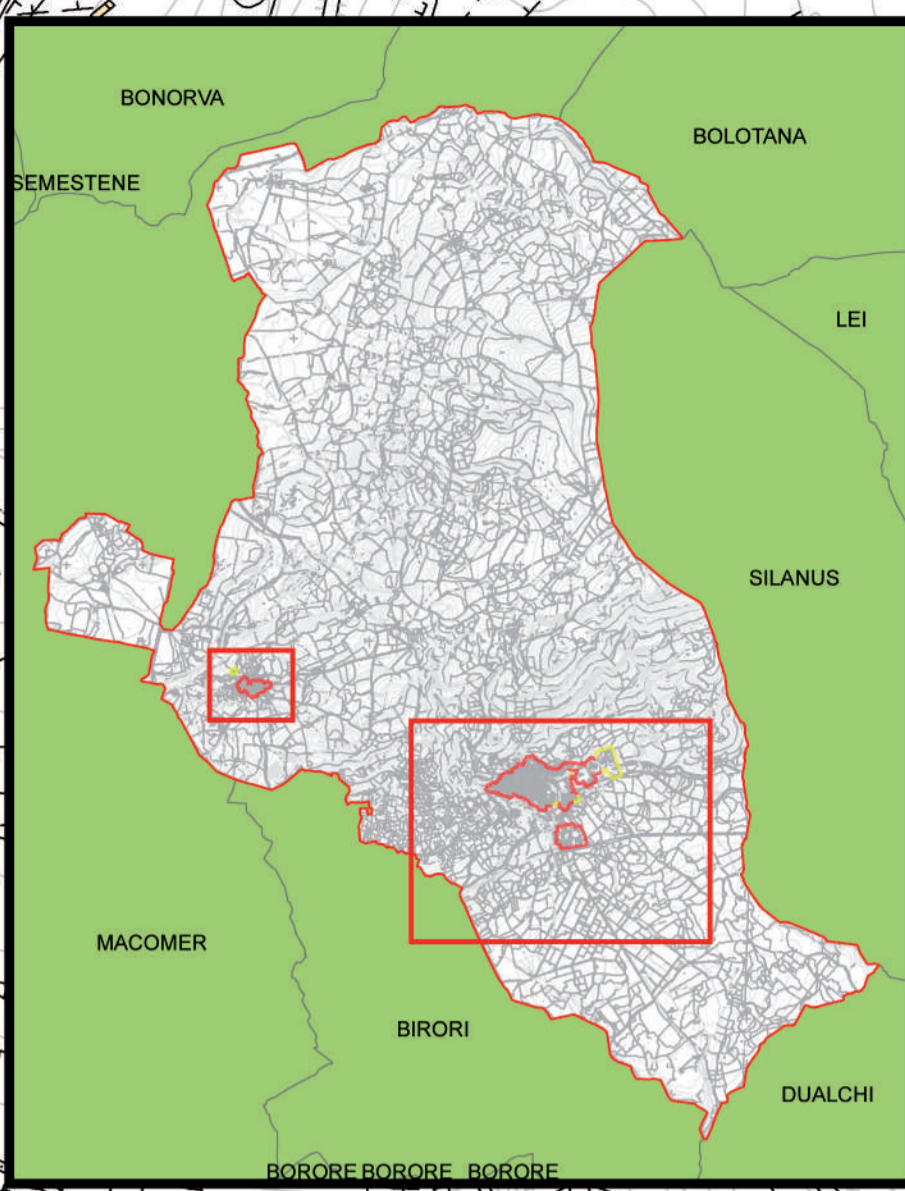 BONORVA
BOLOTANA
SEMESTENE
LEI
SILANUS
MACOMER
BIRORI
DUALCHI
BORORE BORORE BORORE